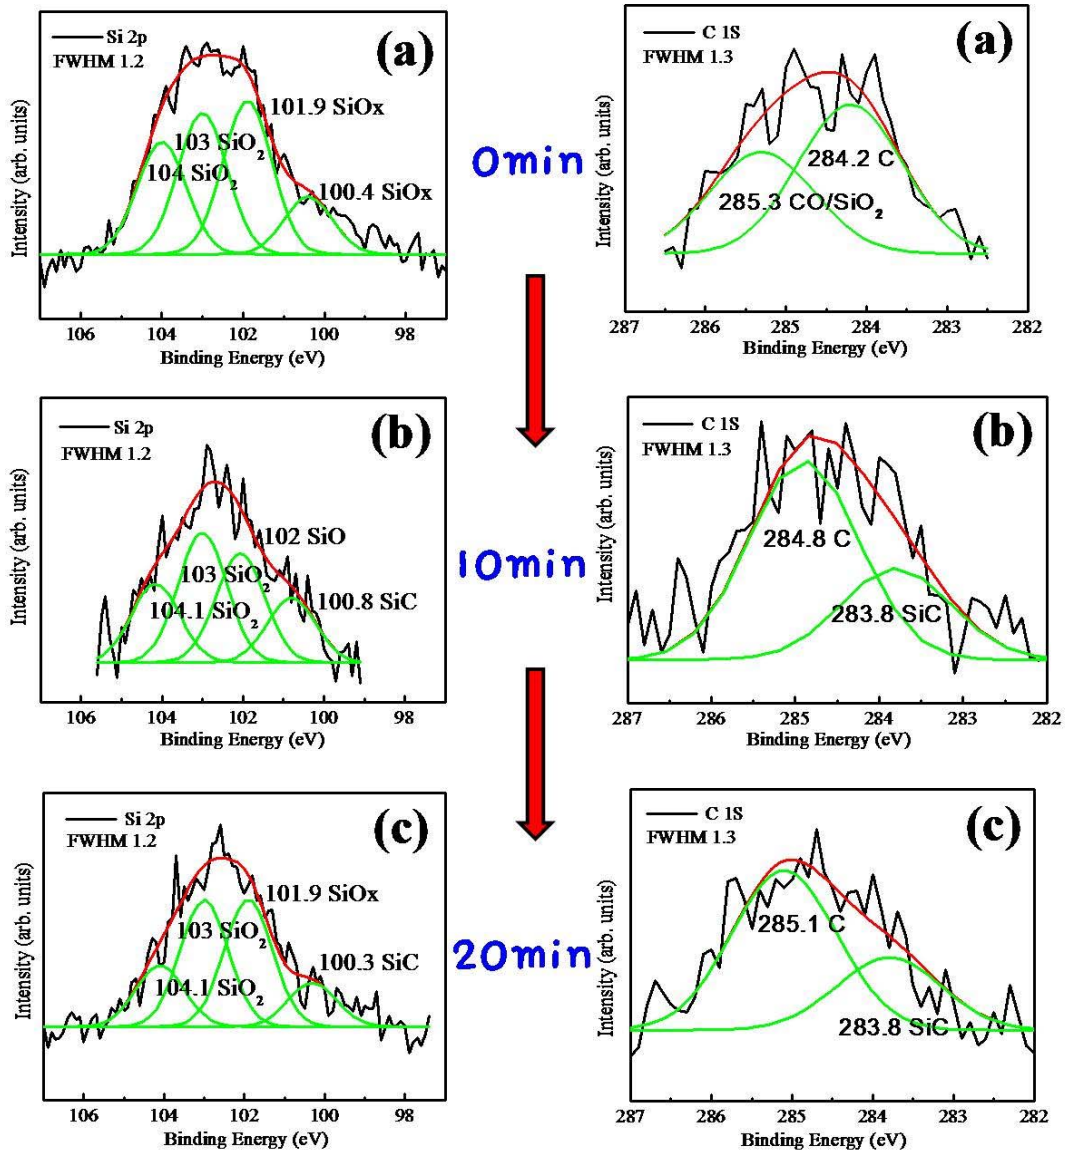 Si 2p
FWHM 1.2
(a)
101.9 SiOx
103 SiO2
104 SiO2
100.4 SiOx
Intensity (arb. units)
106 104 102 100 98
Binding Energy (eV)
C 1S
FWHM 1.3
(a)
284.2 C
285.3 CO/SiO2
Intensity (arb. units)
287 286 285 284 283 282
Binding Energy (eV)
0min
Si 2p
FWHM 1.2
(b)
102 SiO
103 SiO2
104.1 SiO2
100.8 SiC
Intensity (arb. units)
106 104 102 100 98
Binding Energy (eV)
C 1S
FWHM 1.3
(b)
284.8 C
283.8 SiC
Intensity (arb. units)
287 286 285 284 283 282
Binding Energy (eV)
10min
Si 2p
FWHM 1.2
(c)
101.9 SiOx
103 SiO2
104.1 SiO2
100.3 SiC
Intensity (arb. units)
106 104 102 100 98
Binding Energy (eV)
C 1S
FWHM 1.3
(c)
285.1 C
283.8 SiC
Intensity (arb. units)
287 286 285 284 283 282
Binding Energy (eV)
20min